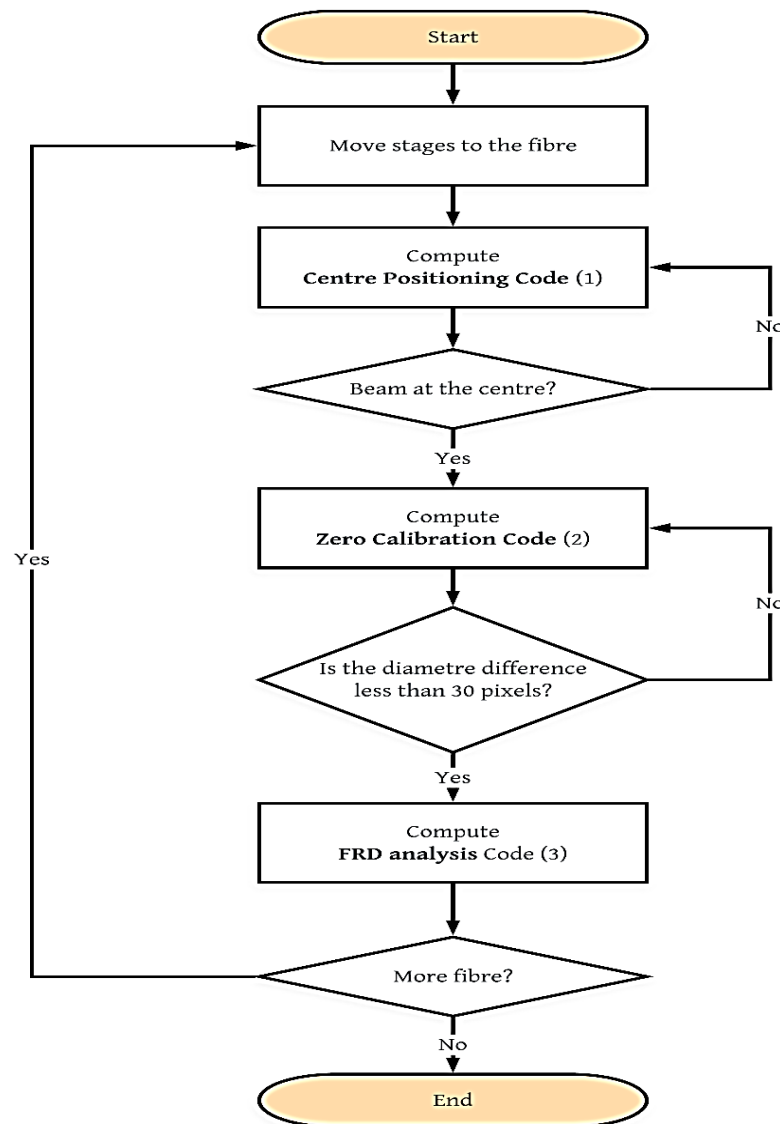 Start
Move stages to the fibre
Compute
Centre Positioning Code (1)
No
Beam at the centre?
Yes
Compute
Zero Calibration Code (2)
Yes
No
Is the diametre difference
less than 30 pixels?
Yes
Compute
FRD analysis Code (3)
More fibre?
No
End